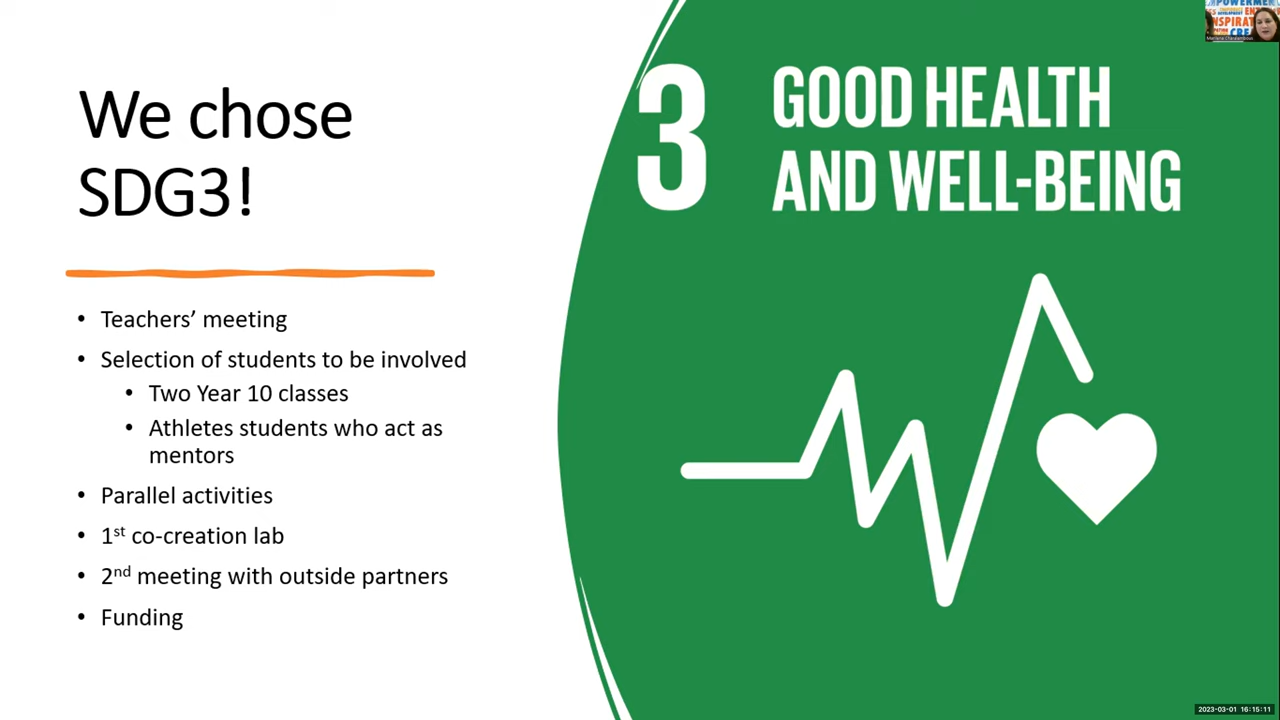 We chose
SDG3!
• Teachers’ meeting
• Selection of students to be involved
• Two Year 10 classes
• Athletes students who act as
mentors
• Parallel activities
• 1st co-creation lab
• 2nd meeting with outside partners
• Funding
3 GOOD HEALTH
AND WELL-BEING
2023-03-01 16:15:11